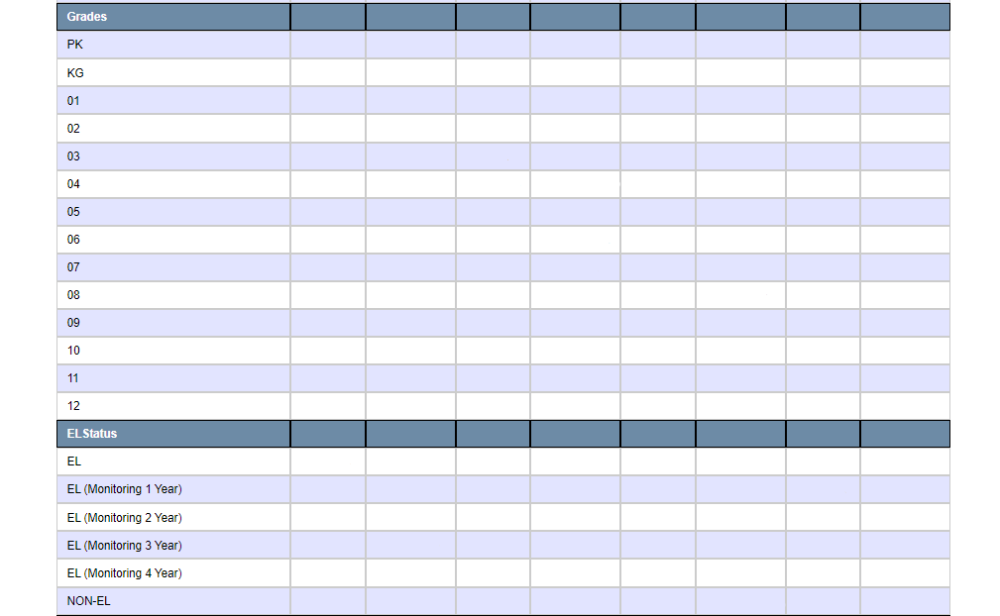 Grades
PK
KG
01
02
03
04
05
06
07
08
09
10
11
12
ELStatus
EL
EL (Monitoring 1 Year)
EL (Monitoring 2 Year)
EL (Monitoring 3 Year)
EL (Monitoring 4 Year)
NON-EL